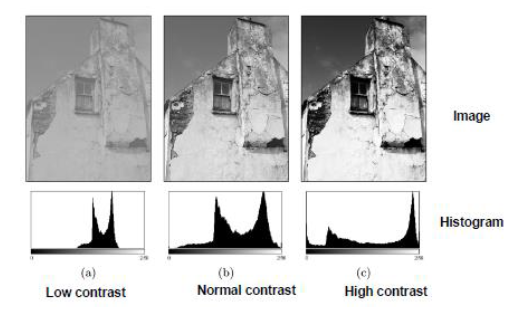 Image
Histogram
0 255 0 255 0 255
(a) (b) (c)
Low contrast Normal contrast High contrast